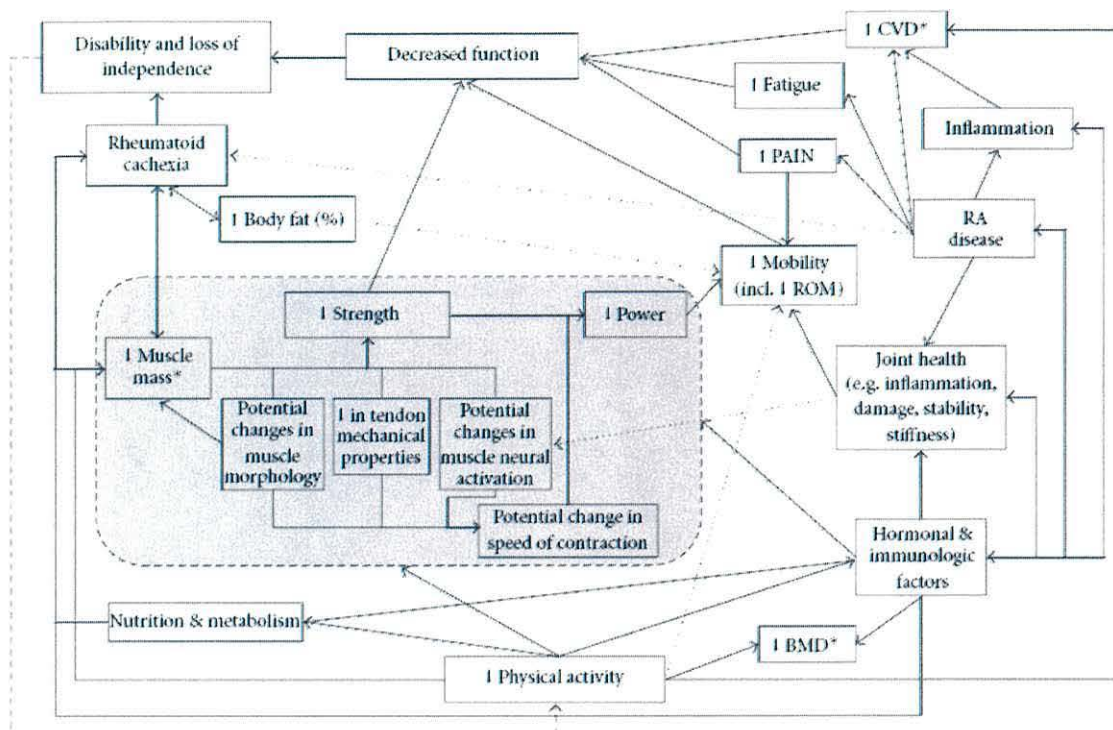 Disability and loss of
independence
Decreased function
↑ CVD*
↑ Fatigue
Inflammation
Rheumatoid
cachexia
↑ PAIN
↑ Body fat (%)
RA
disease
↓ Mobility
(incl. ↓ ROM)
↓ Strength
↓ Power
↓ Muscle
mass*
Joint health
(e.g. inflammation,
damage, stability,
stiffness)
Potential
changes in
muscle
morphology
↓ in tendon
mechanical
properties
Potential
changes in
muscle neural
activation
Potential change in
speed of contraction
Hormonal &
immunologic
factors
Nutrition & metabolism
↓ BMD*
↓ Physical activity